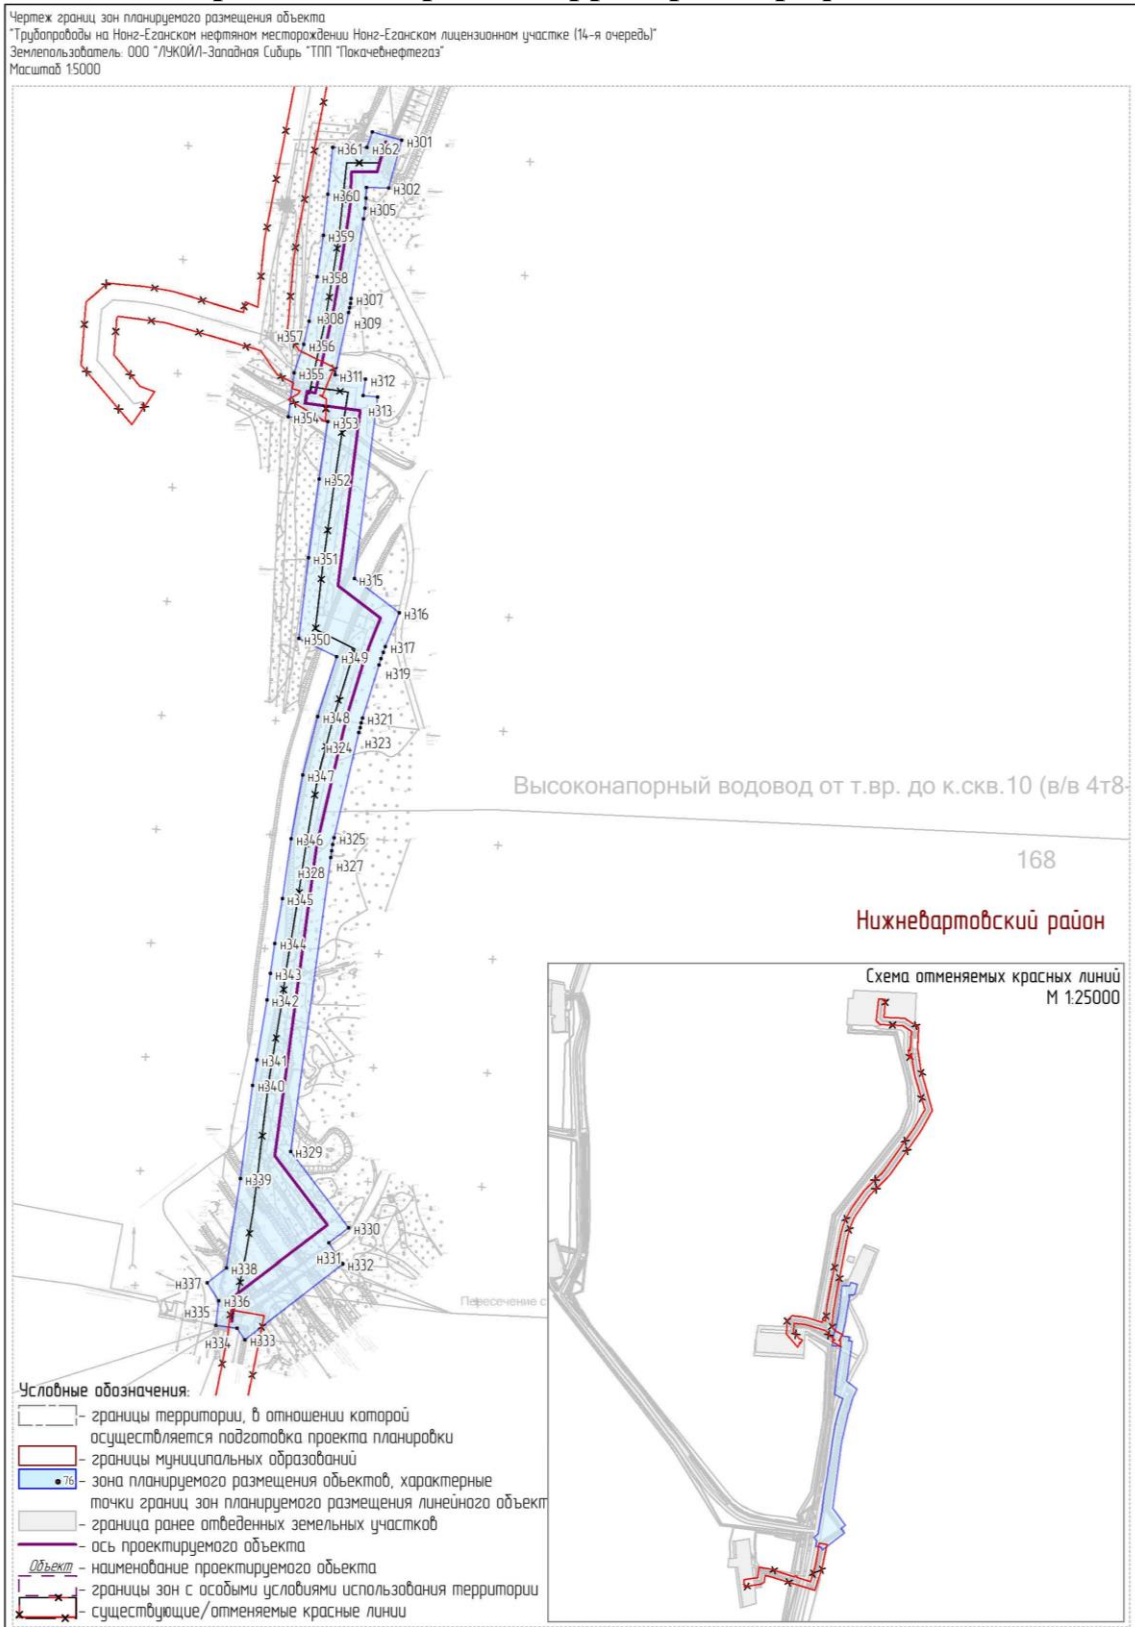 Чертеж границ зон планируемого размещения объекта
"Трубопроводы на Нонг-Еганском нефтяном месторождении Нонг-Еганском лицензионном участке (14-я очередь)"
Землепользователь: ООО "ЛУКОЙЛ-Западная Сибирь "ТПП "Покачевнефтегаз"
Масштаб 1:5000
н301
н361
н362
н302
н360
н305
н359
н358
н307
н308
н309
н357
н356
н355
н311
н312
н313
н354
н353
н352
н351
н315
н316
н350
н317
н349
н319
н348
н321
н324
н323
н347
Высоконапорный водовод от т.вр. до к.скв.10 (в/в 4т8-
н346
н325
н327
168
н328
н345
Нижневартовский район
н344
н343
Схема отменяемых красных линий
М 1:25000
н342
н341
н340
н329
н339
н330
н331
н332
н338
н337
н336
Пересечение с
н335
н334
н333
Условные обозначения:
- границы территории, в отношении которой
осуществляется подготовка проекта планировки
- границы муниципальных образований
76 - зона планируемого размещения объектов, характерные
точки границ зон планируемого размещения линейного объект
- граница ранее отведенных земельных участков
- ось проектируемого объекта
Объект - наименование проектируемого объекта
- границы зон с особыми условиями использования территории
- существующие/отменяемые красные линии